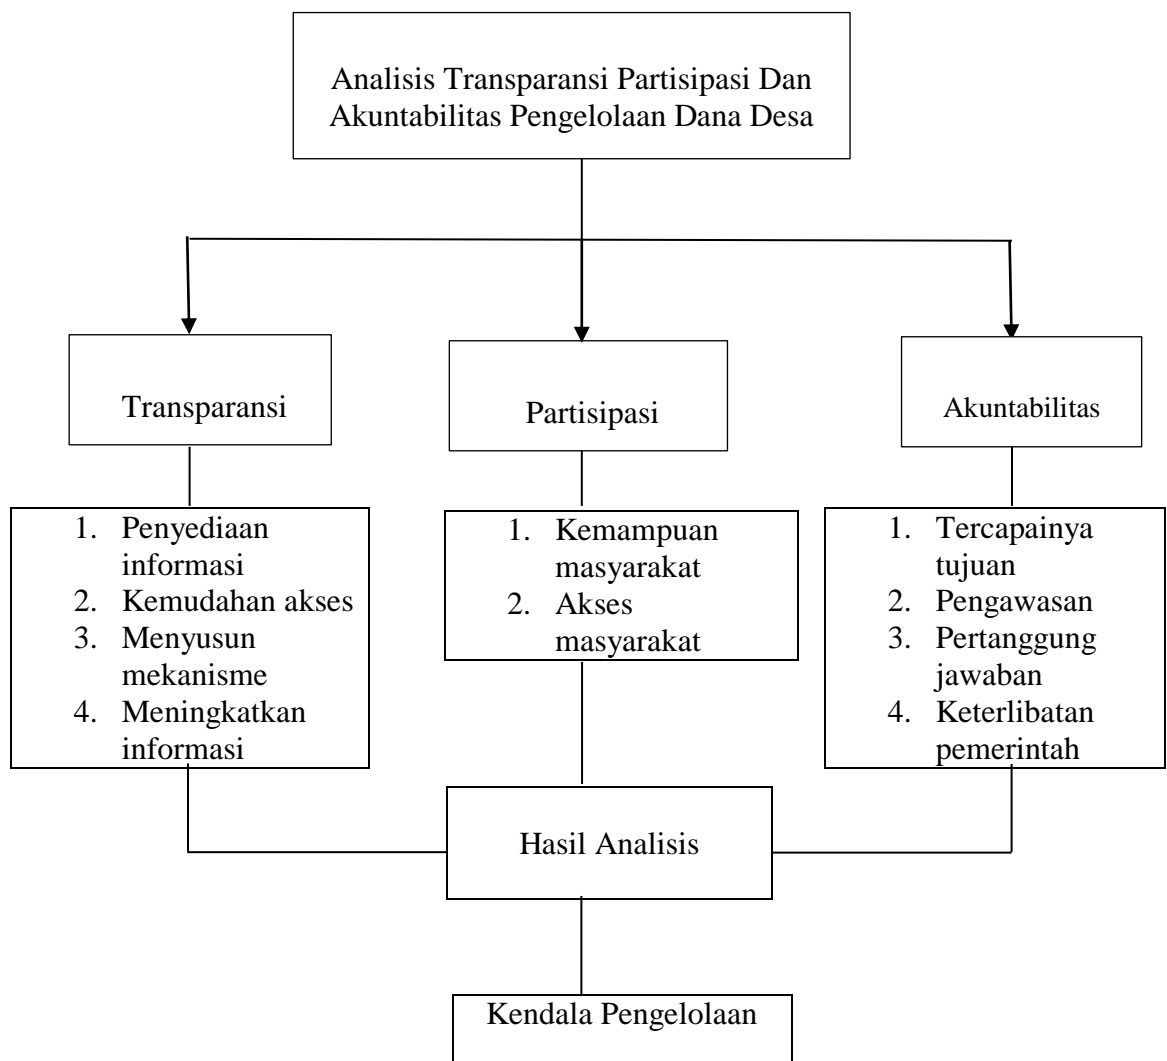 Analisis Transparansi Partisipasi Dan
Akuntabilitas Pengelolaan Dana Desa
Transparansi
Partisipasi
Akuntabilitas
1. Penyediaan
informasi
2. Kemudahan akses
3. Menyusun
mekanisme
4. Meningkatkan
informasi
1. Kemampuan
masyarakat
2. Akses
masyarakat
1. Tercapainya
tujuan
2. Pengawasan
3. Pertanggung
jawaban
4. Keterlibatan
pemerintah
Hasil Analisis
Kendala Pengelolaan